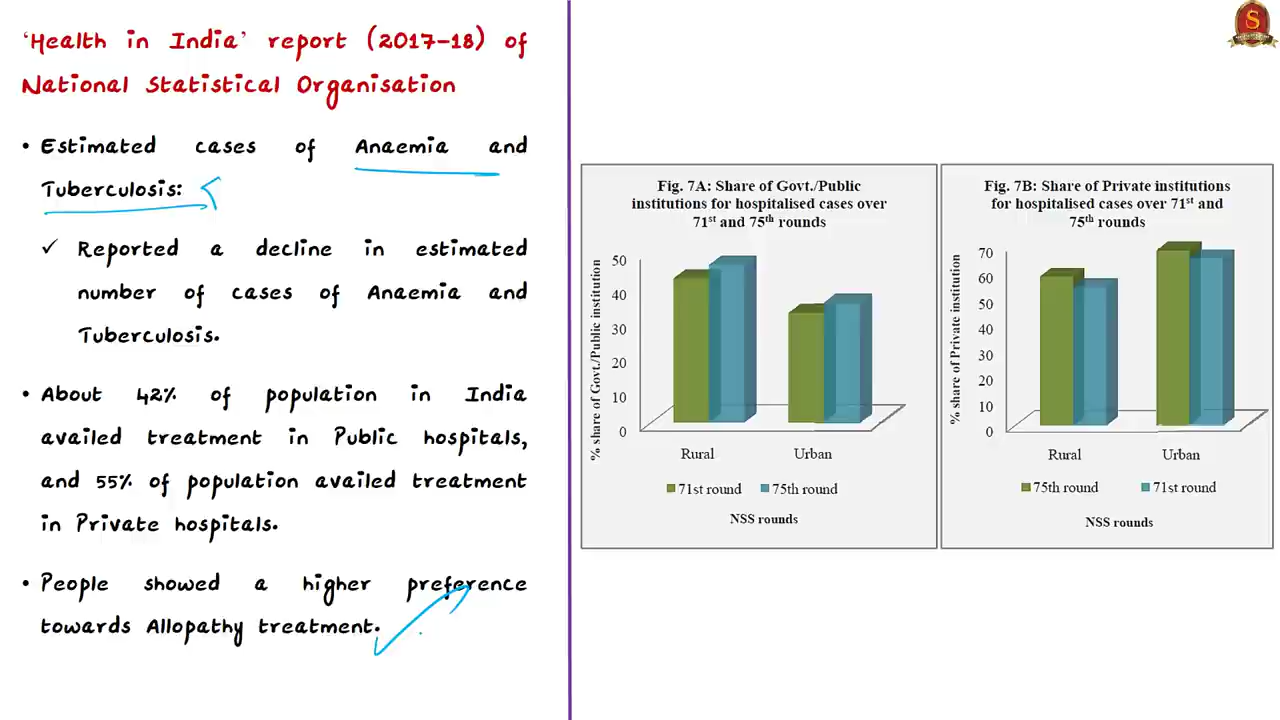 ‘Health in India’ report (2017-18) of
National Statistical Organisation
• Estimated cases of Anaemia and
Tuberculosis:
✓ Reported a decline in estimated
number of cases of Anaemia and
Tuberculosis.
• About 42% of population in India
availed treatment in Public hospitals,
and 55% of population availed treatment
in Private hospitals.
• People showed a higher preference
towards Allopathy treatment.
S
Fig. 7A: Share of Govt./Public
institutions for hospitalised cases over
71st and 75th rounds
% share of Govt./Public institution
50
40
30
20
10
0
Rural Urban
71st round 75th round
NSS rounds
Fig. 7B: Share of Private institutions
for hospitalised cases over 71st and
75th rounds
% share of Private institution
70
60
50
40
30
20
10
0
Rural Urban
75th round 71st round
NSS rounds